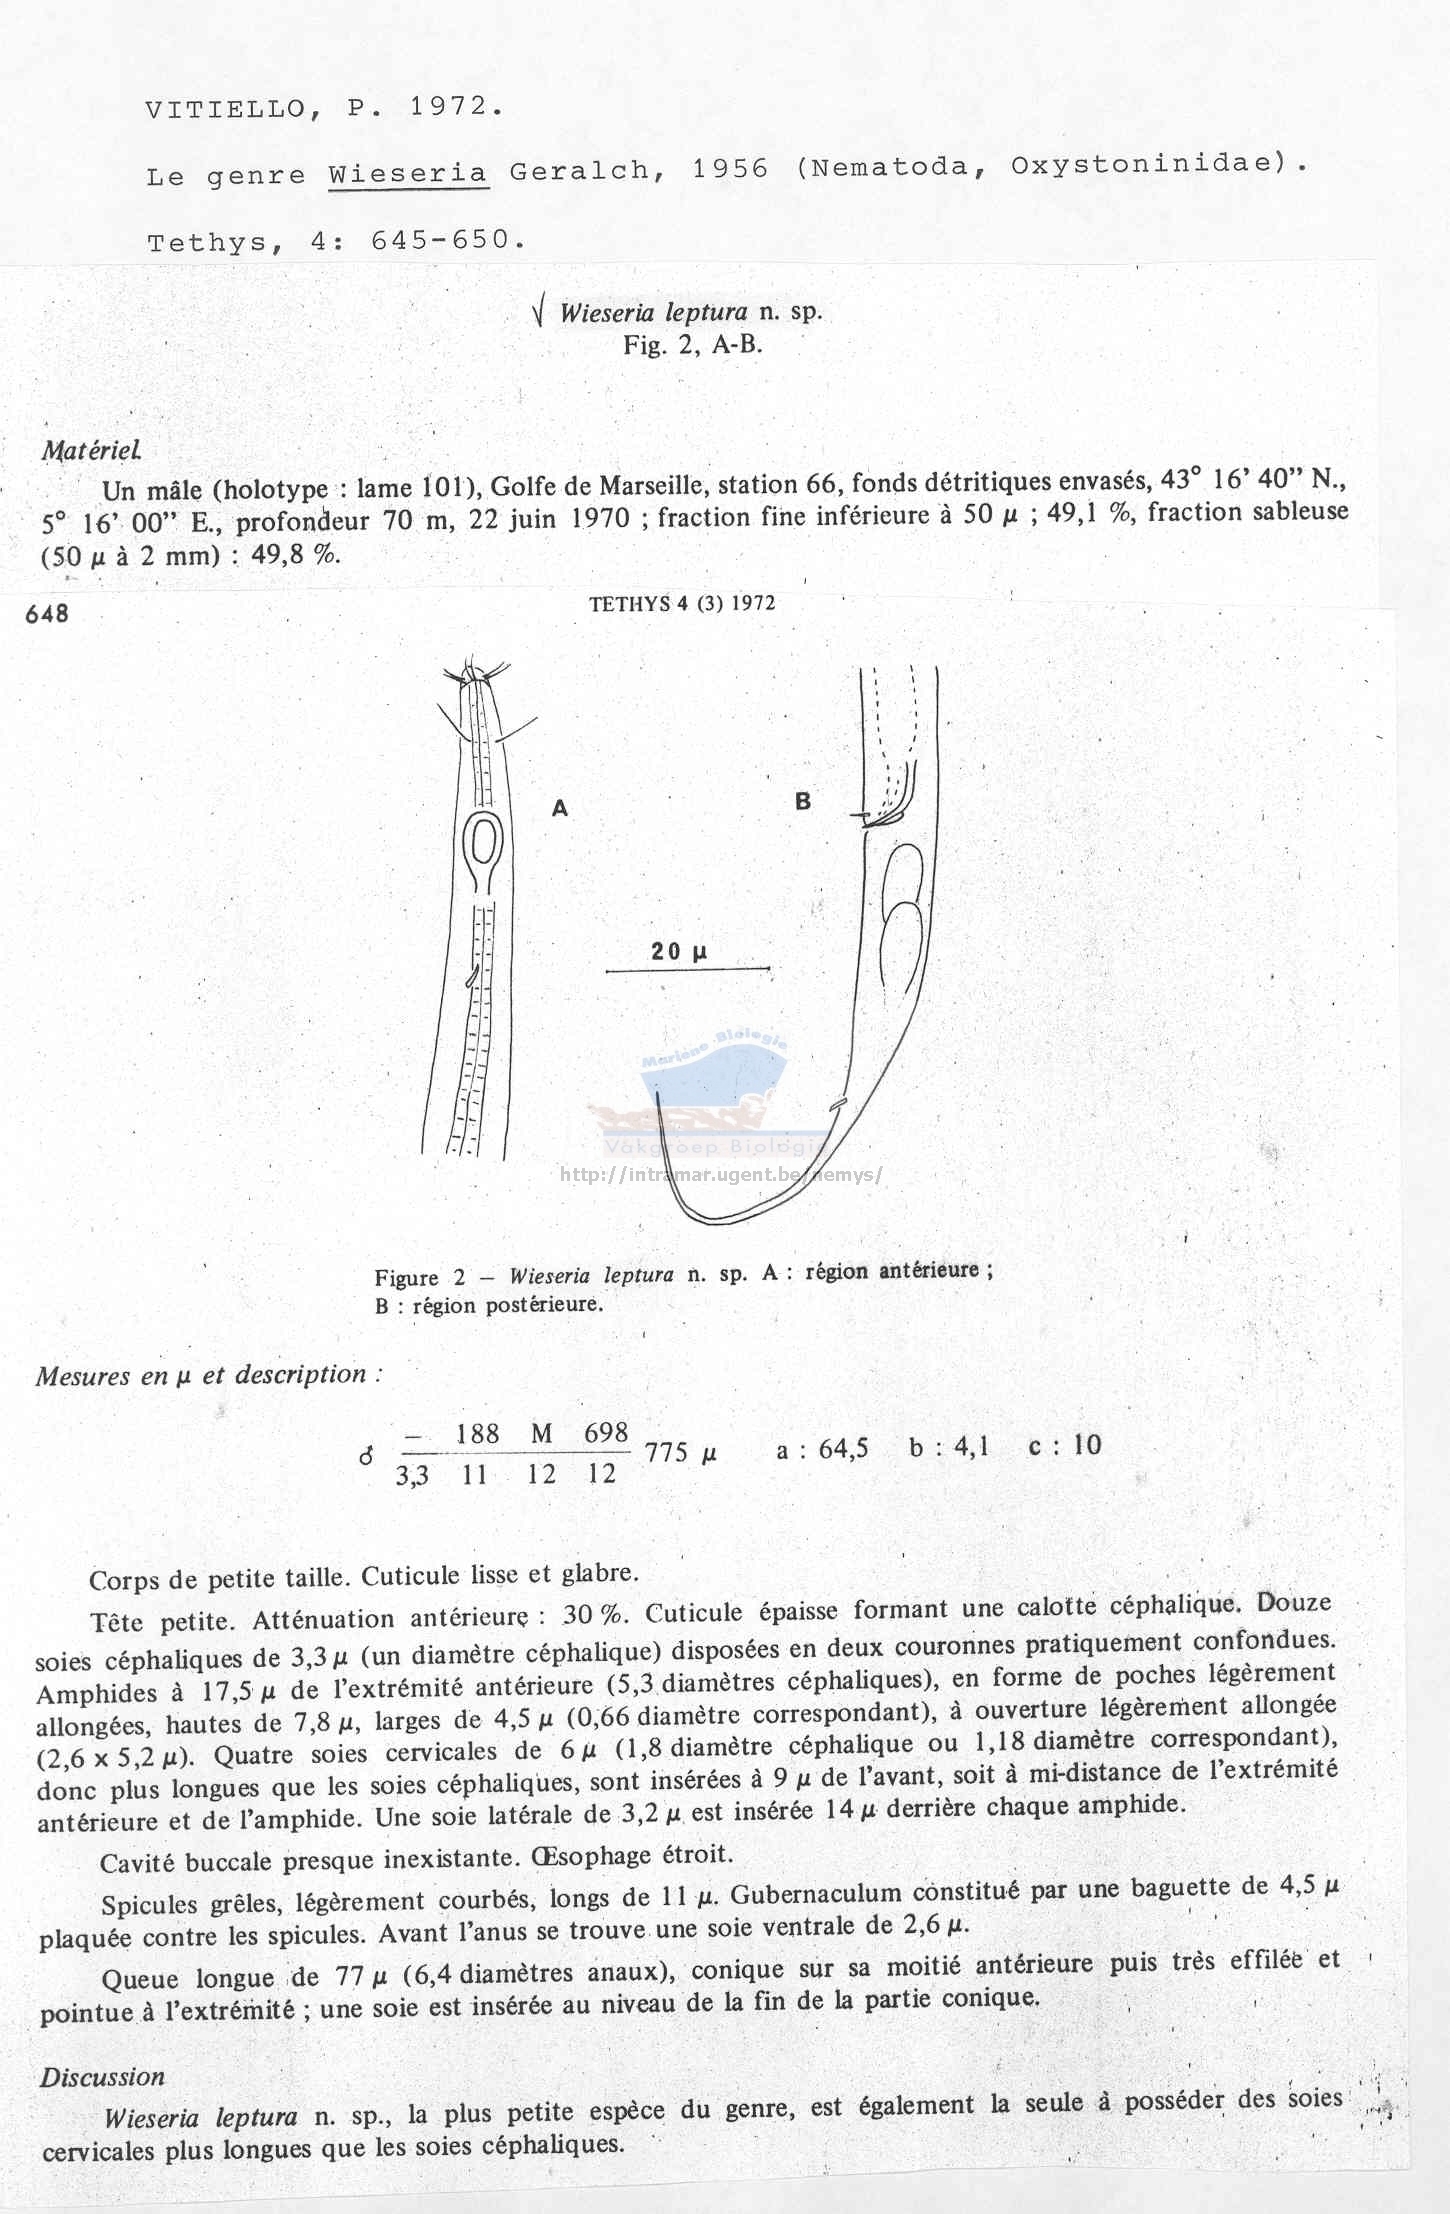 VITIELLO, P. 1972.
Le genre Wieseria Geralch, 1956 (Nematoda, Oxystoninidae).
Tethys, 4: 645-650.
√ Wieseria leptura n. sp.
Fig. 2, A-B.
Matériel
Un mâle (holotype : lame 101), Golfe de Marseille, station 66, fonds détritiques envasés, 43° 16’ 40” N.,
5° 16’ 00” E., profondeur 70 m, 22 juin 1970 ; fraction fine inférieure à 50 µ ; 49,1 %, fraction sableuse
(50 µ à 2 mm) : 49,8 %.
648
TETHYS 4 (3) 1972
A
B
20 µ
Marlene Biologie
Vakgroep Biologie
http://intramar.ugent.be/nemys/
Figure 2 – Wieseria leptura n. sp. A : région antérieure ;
B : région postérieure.
Mesures en µ et description :
– 188 M 698
♂ 775 µ a : 64,5 b : 4,1 c : 10
3,3 11 12 12
Corps de petite taille. Cuticule lisse et glabre.
Tête petite. Atténuation antérieure : 30 %. Cuticule épaisse formant une calotte céphalique. Douze
soies céphaliques de 3,3 µ (un diamètre céphalique) disposées en deux couronnes pratiquement confondues.
Amphides à 17,5 µ de l’extrémité antérieure (5,3 diamètres céphaliques), en forme de poches légèrement
allongées, hautes de 7,8 µ, larges de 4,5 µ (0,66 diamètre correspondant), à ouverture légèrement allongée
(2,6 x 5,2 µ). Quatre soies cervicales de 6 µ (1,8 diamètre céphalique ou 1,18 diamètre correspondant),
donc plus longues que les soies céphaliques, sont insérées à 9 µ de l’avant, soit à mi-distance de l’extrémité
antérieure et de l’amphide. Une soie latérale de 3,2 µ est insérée 14 µ derrière chaque amphide.
Cavité buccale presque inexistante. Œsophage étroit.
Spicules grêles, légèrement courbés, longs de 11 µ. Gubernaculum constitué par une baguette de 4,5 µ
plaquée contre les spicules. Avant l’anus se trouve une soie ventrale de 2,6 µ.
Queue longue de 77 µ (6,4 diamètres anaux), conique sur sa moitié antérieure puis très effilée et
pointue à l’extrémité ; une soie est insérée au niveau de la fin de la partie conique.
Discussion
Wieseria leptura n. sp., la plus petite espèce du genre, est également la seule à posséder des soies
cervicales plus longues que les soies céphaliques.